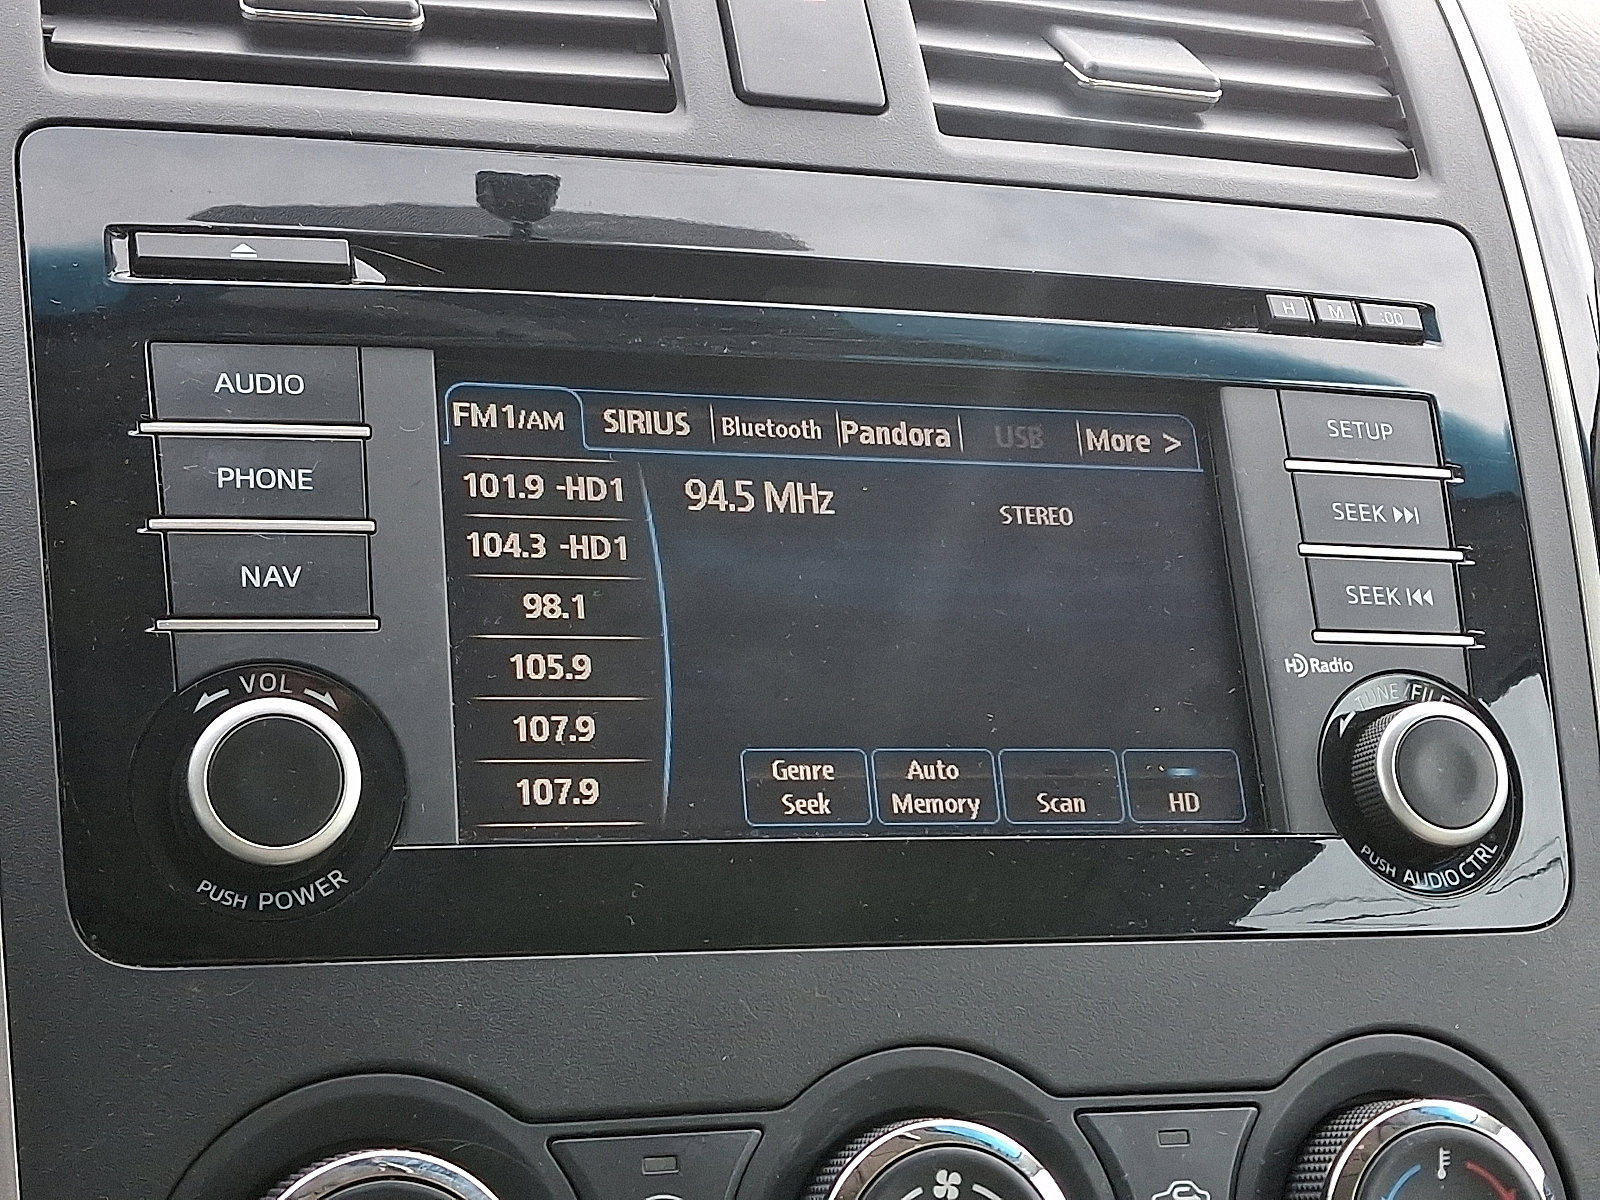 H M :00
AUDIO
PHONE
NAV
VOL
PUSH POWER
FM1/AM SIRIUS Bluetooth Pandora USB More >
101.9 -HD1
104.3 -HD1
98.1
105.9
107.9
107.9
94.5 MHz
STEREO
Genre Seek
Auto Memory
Scan
HD
SETUP
SEEK
SEEK
HD Radio
TUNE/FILE
PUSH AUDIO CTRL